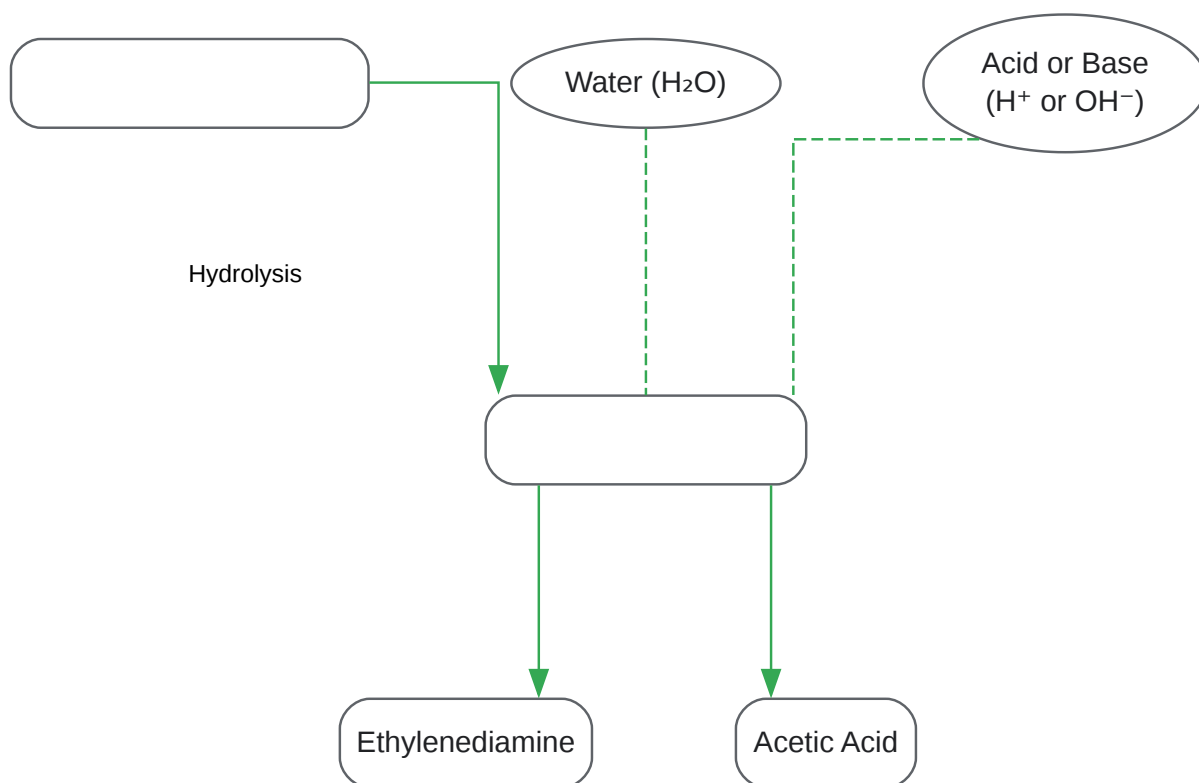 Water (H₂O)
Acid or Base
(H⁺ or OH⁻)
Hydrolysis
Ethylenediamine
Acetic Acid